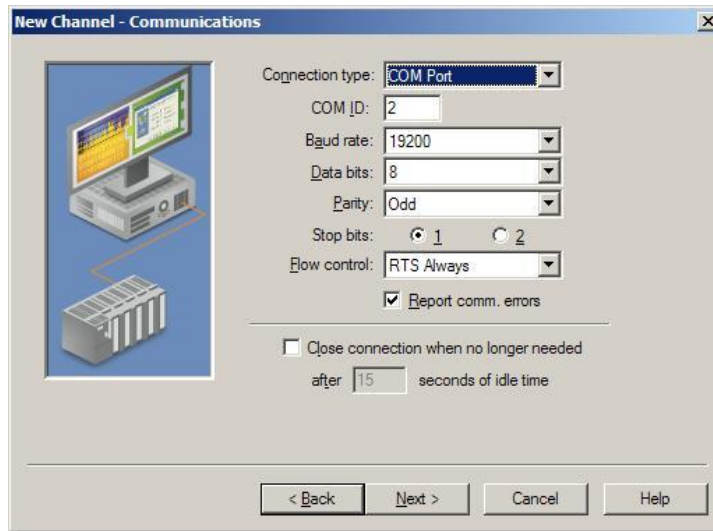 New Channel - Communications
Connection type: COM Port
COM ID: 2
Baud rate: 19200
Data bits: 8
Parity: Odd
Stop bits: 1 2
Flow control: RTS Always
Report comm. errors
Close connection when no longer needed
after 15 seconds of idle time
< Back Next > Cancel Help